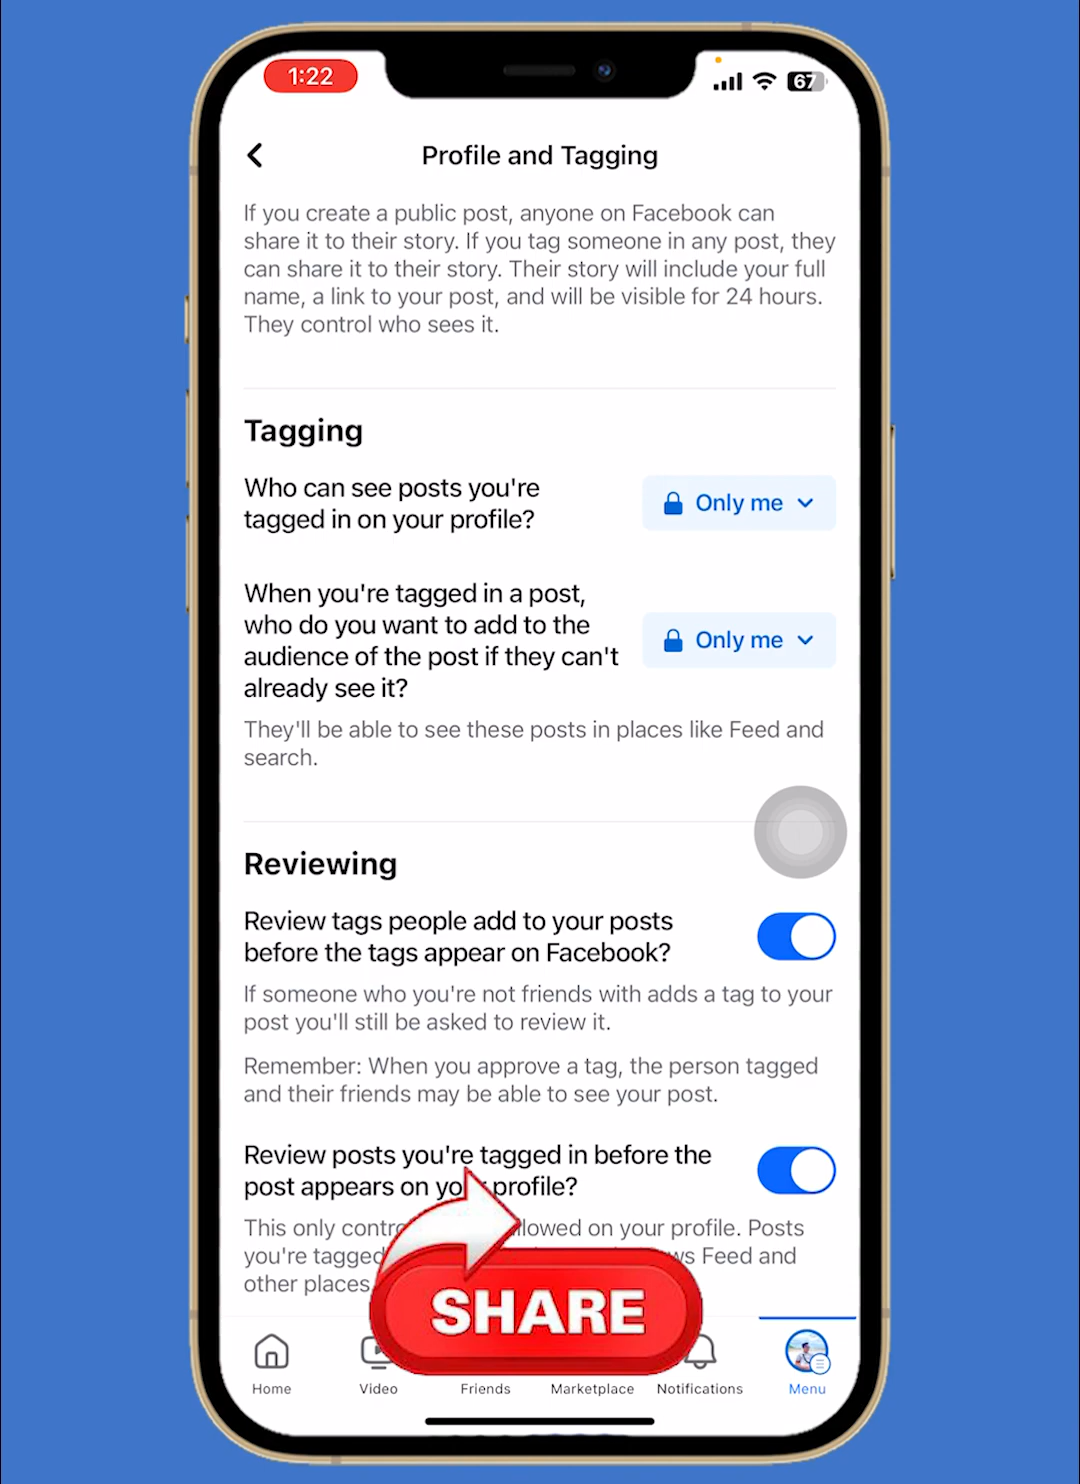 1:22
67
Profile and Tagging
If you create a public post, anyone on Facebook can
share it to their story. If you tag someone in any post, they
can share it to their story. Their story will include your full
name, a link to your post, and will be visible for 24 hours.
They control who sees it.
Tagging
Who can see posts you're
tagged in on your profile?
Only me
When you're tagged in a post,
who do you want to add to the
audience of the post if they can't
already see it?
Only me
They'll be able to see these posts in places like Feed and
search.
Reviewing
Review tags people add to your posts
before the tags appear on Facebook?
If someone who you're not friends with adds a tag to your
post you'll still be asked to review it.
Remember: When you approve a tag, the person tagged
and their friends may be able to see your post.
Review posts you're tagged in before the
post appears on your profile?
This only on your profile. Posts
you're tagged Feed and
other places
SHARE
Home
Video
Friends
Marketplace
Notifications
Menu